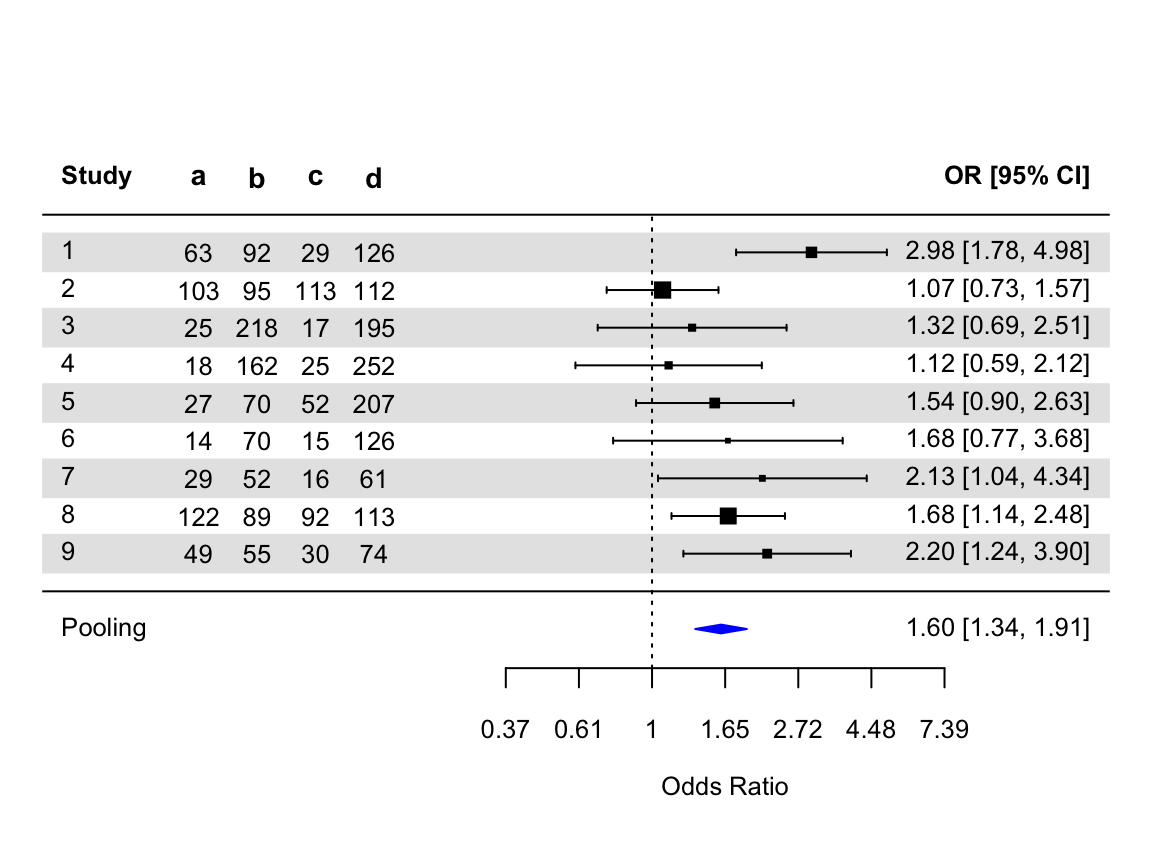 Study a b c d OR [95% CI]
1 63 92 29 126 2.98 [1.78, 4.98]
2 103 95 113 112 1.07 [0.73, 1.57]
3 25 218 17 195 1.32 [0.69, 2.51]
4 18 162 25 252 1.12 [0.59, 2.12]
5 27 70 52 207 1.54 [0.90, 2.63]
6 14 70 15 126 1.68 [0.77, 3.68]
7 29 52 16 61 2.13 [1.04, 4.34]
8 122 89 92 113 1.68 [1.14, 2.48]
9 49 55 30 74 2.20 [1.24, 3.90]
Pooling 1.60 [1.34, 1.91]
0.37 0.61 1 1.65 2.72 4.48 7.39
Odds Ratio